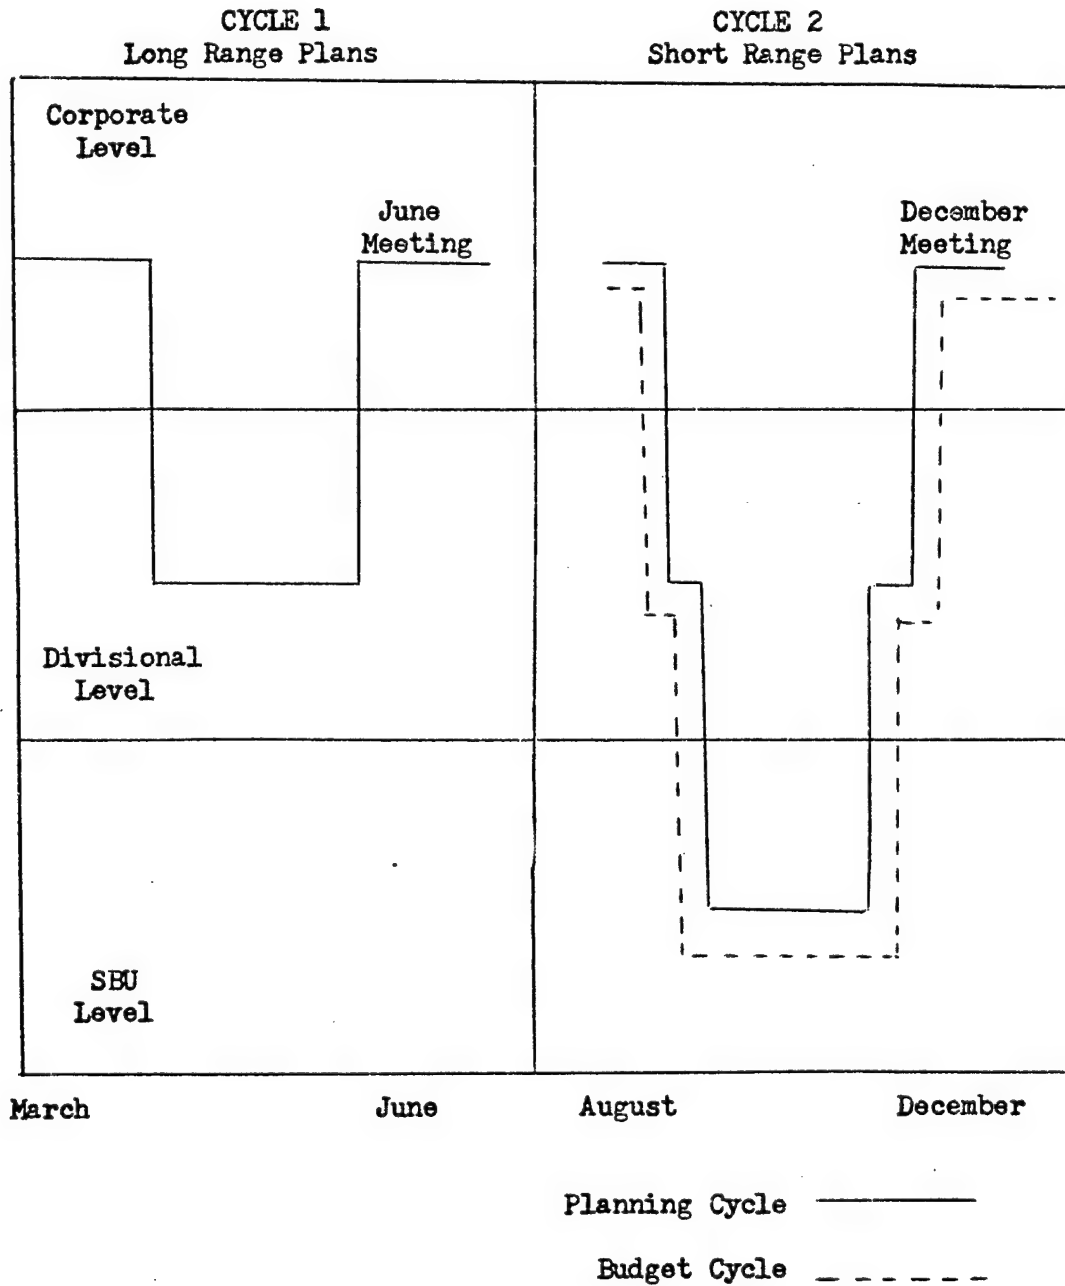 CYCLE 1
Long Range Plans
CYCLE 2
Short Range Plans
Corporate
Level
June
Meeting
December
Meeting
Divisional
Level
SBU
Level
March
June
August
December
Planning Cycle
Budget Cycle